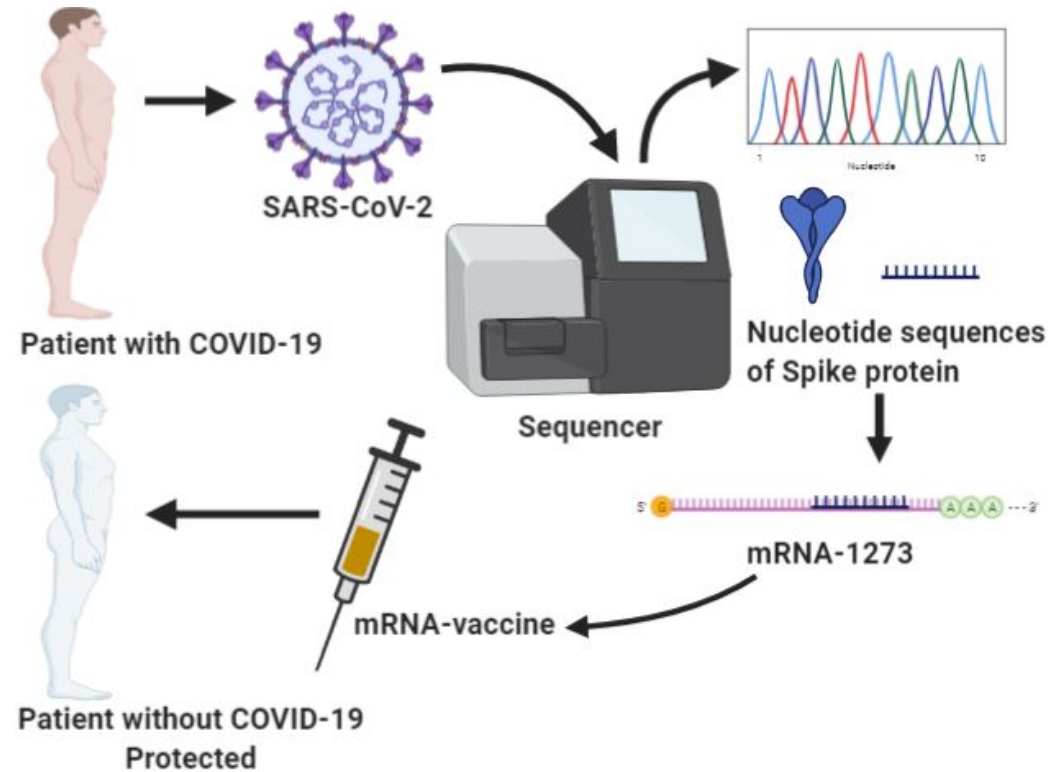 SARS-CoV-2
Patient with COVID-19
1
10
Nucleotide
Sequencer
Nucleotide sequences
of Spike protein
5' G A A A ---3'
mRNA-1273
mRNA-vaccine
Patient without COVID-19
Protected